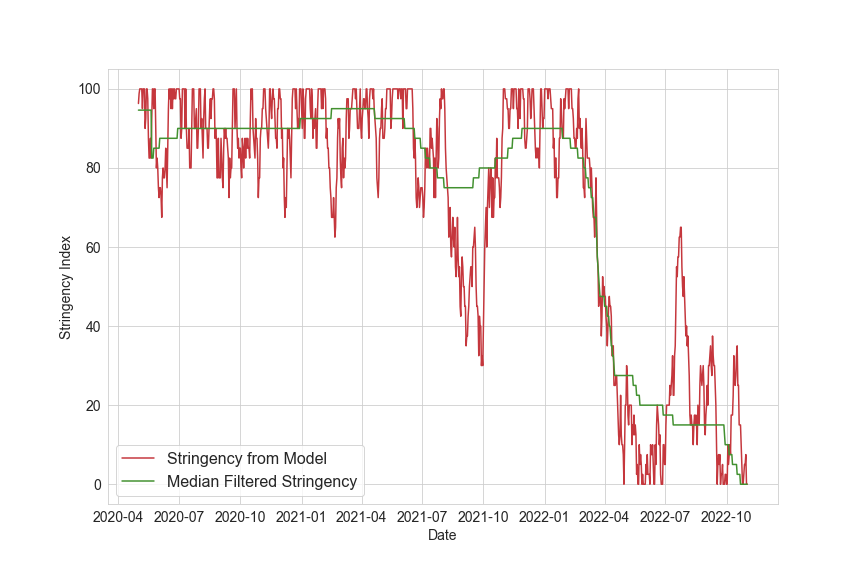 Stringency Index
100
80
60
40
20
0
Stringency from Model
Median Filtered Stringency
2020-04 2020-07 2020-10 2021-01 2021-04 2021-07 2021-10 2022-01 2022-04 2022-07 2022-10
Date